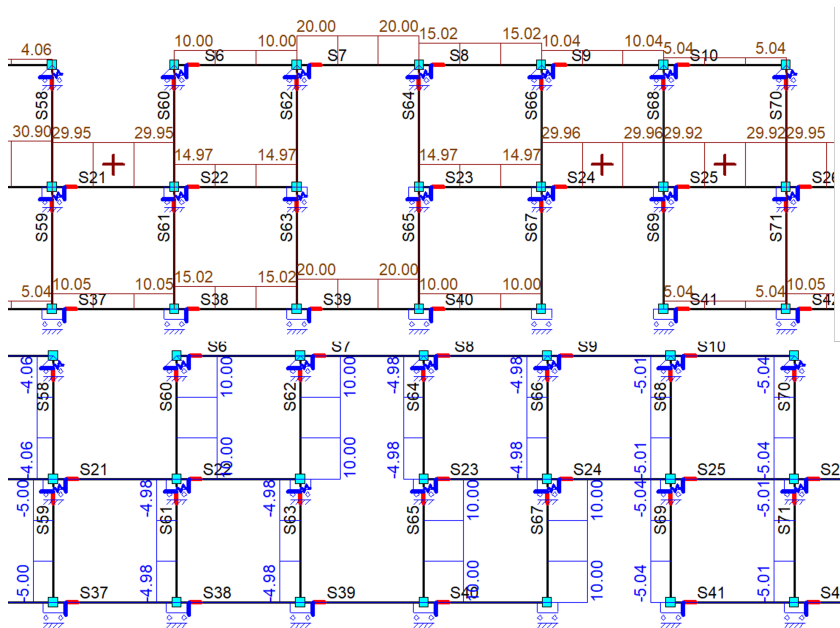 20.00 20.00
4.06 10.00 10.00 15.02 15.02 10.04 10.04 5.04 5.04
S6 S7 S8 S9 S10
S58 S60 S62 S64 S66 S68 S70
30.90 29.95 29.95 14.97 14.97 14.97 14.97 29.96 29.96 29.92 29.92 29.95
S21 S22 S23 S24 S25
S59 S61 S63 S65 S67 S69 S71
5.04 10.05 10.05 15.02 15.02 20.00 20.00 10.00 10.00 5.04 5.04 10.05
S37 S38 S39 S40 S41
S6 S7 S8 S9 S10
-4.06 10.00 10.00 -4.98 -4.98 -5.01 -5.04
S58 S60 S62 S64 S66 S68 S70
-4.06 10.00 10.00 -4.98 -4.98 -5.01 -5.04
S21 S22 S23 S24 S25
-5.00 -4.98 -4.98 10.00 10.00 -5.04 -5.01
S59 S61 S63 S65 S67 S69 S71
-5.00 -4.98 -4.98 10.00 10.00 -5.04 -5.01
S37 S38 S39 S40 S41